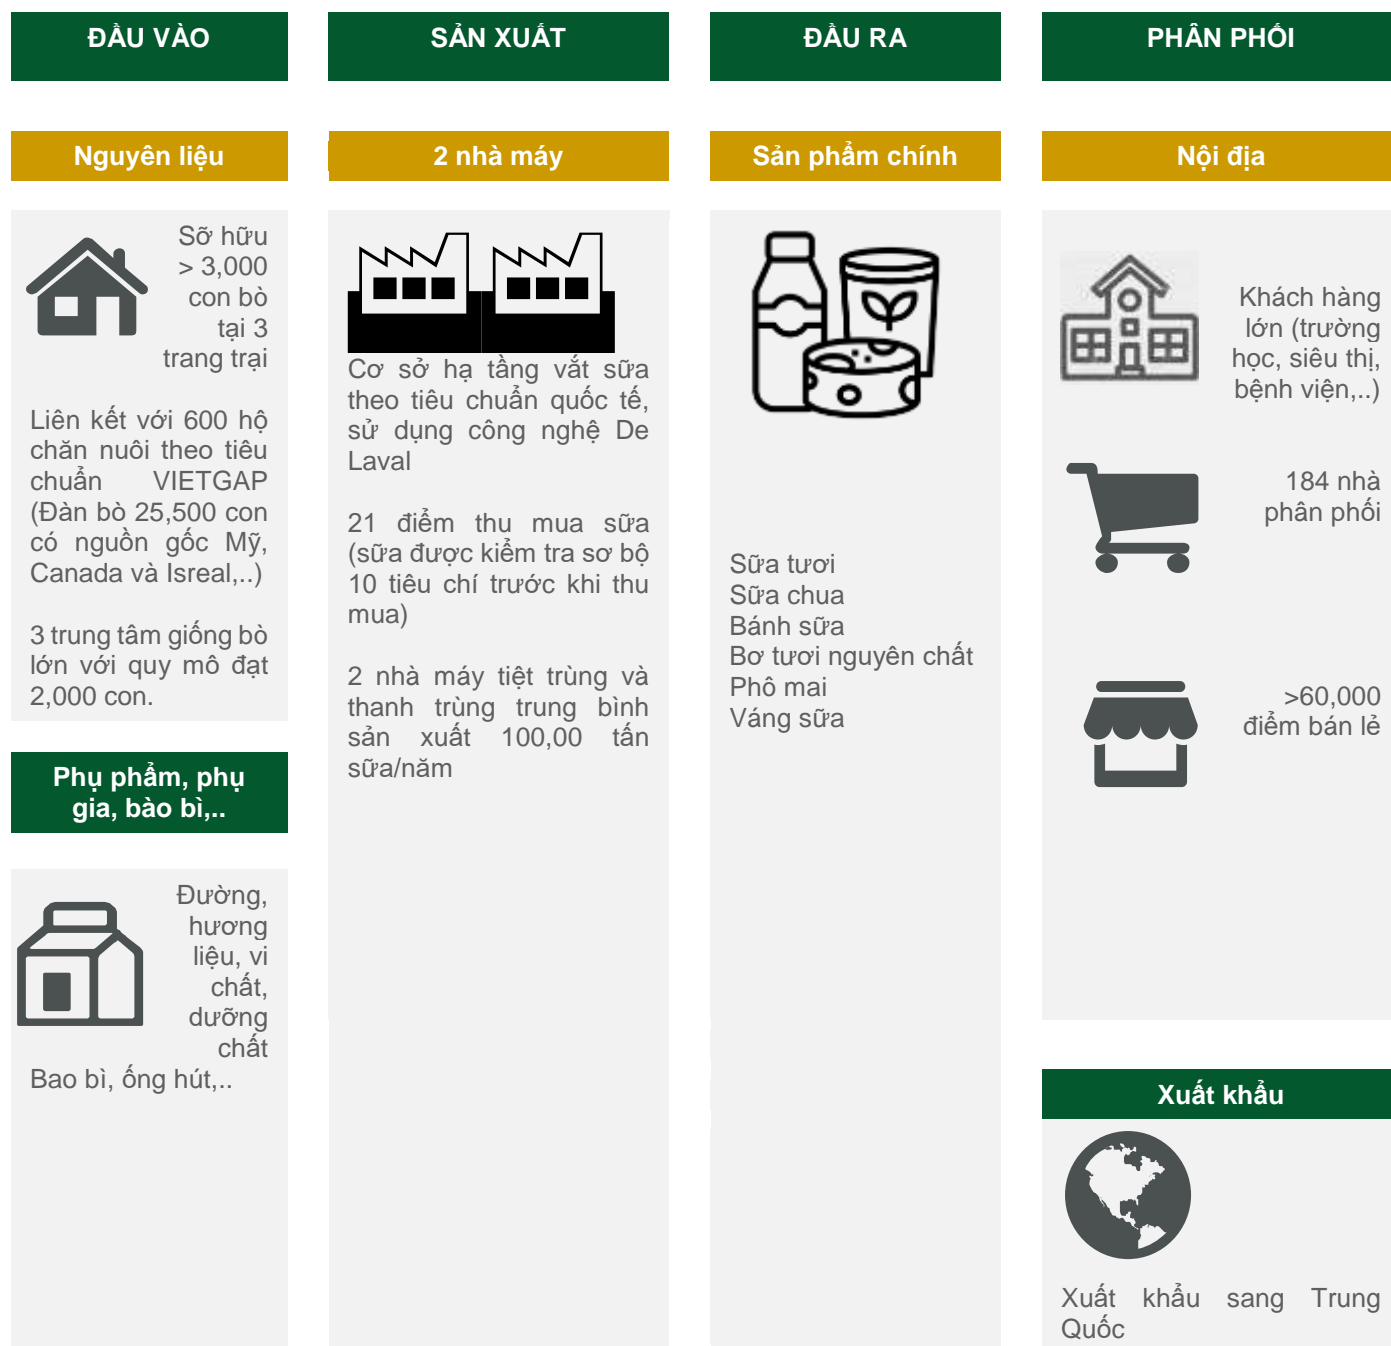 ĐẦU VÀO
Nguyên liệu
Sỡ hữu
> 3,000
con bò
tại 3
trang trại
Liên kết với 600 hộ
chăn nuôi theo tiêu
chuẩn VIETGAP
(Đàn bò 25,500 con
có nguồn gốc Mỹ,
Canada và Isreal,..)
3 trung tâm giống bò
lớn với quy mô đạt
2,000 con.
Phụ phẩm, phụ
gia, bào bì,..
Đường,
hương
liệu, vi
chất,
dưỡng
chất
Bao bì, ống hút,..
SẢN XUẤT
2 nhà máy
Cơ sở hạ tầng vắt sữa
theo tiêu chuẩn quốc tế,
sử dụng công nghệ De
Laval
21 điểm thu mua sữa
(sữa được kiểm tra sơ bộ
10 tiêu chí trước khi thu
mua)
2 nhà máy tiệt trùng và
thanh trùng trung bình
sản xuất 100,00 tấn
sữa/năm
ĐẦU RA
Sản phẩm chính
Sữa tươi
Sữa chua
Bánh sữa
Bơ tươi nguyên chất
Phô mai
Váng sữa
PHÂN PHỐI
Nội địa
Khách hàng
lớn (trường
học, siêu thị,
bệnh viện,..)
184 nhà
phân phối
>60,000
điểm bán lẻ
Xuất khẩu
Xuất khẩu sang Trung
Quốc